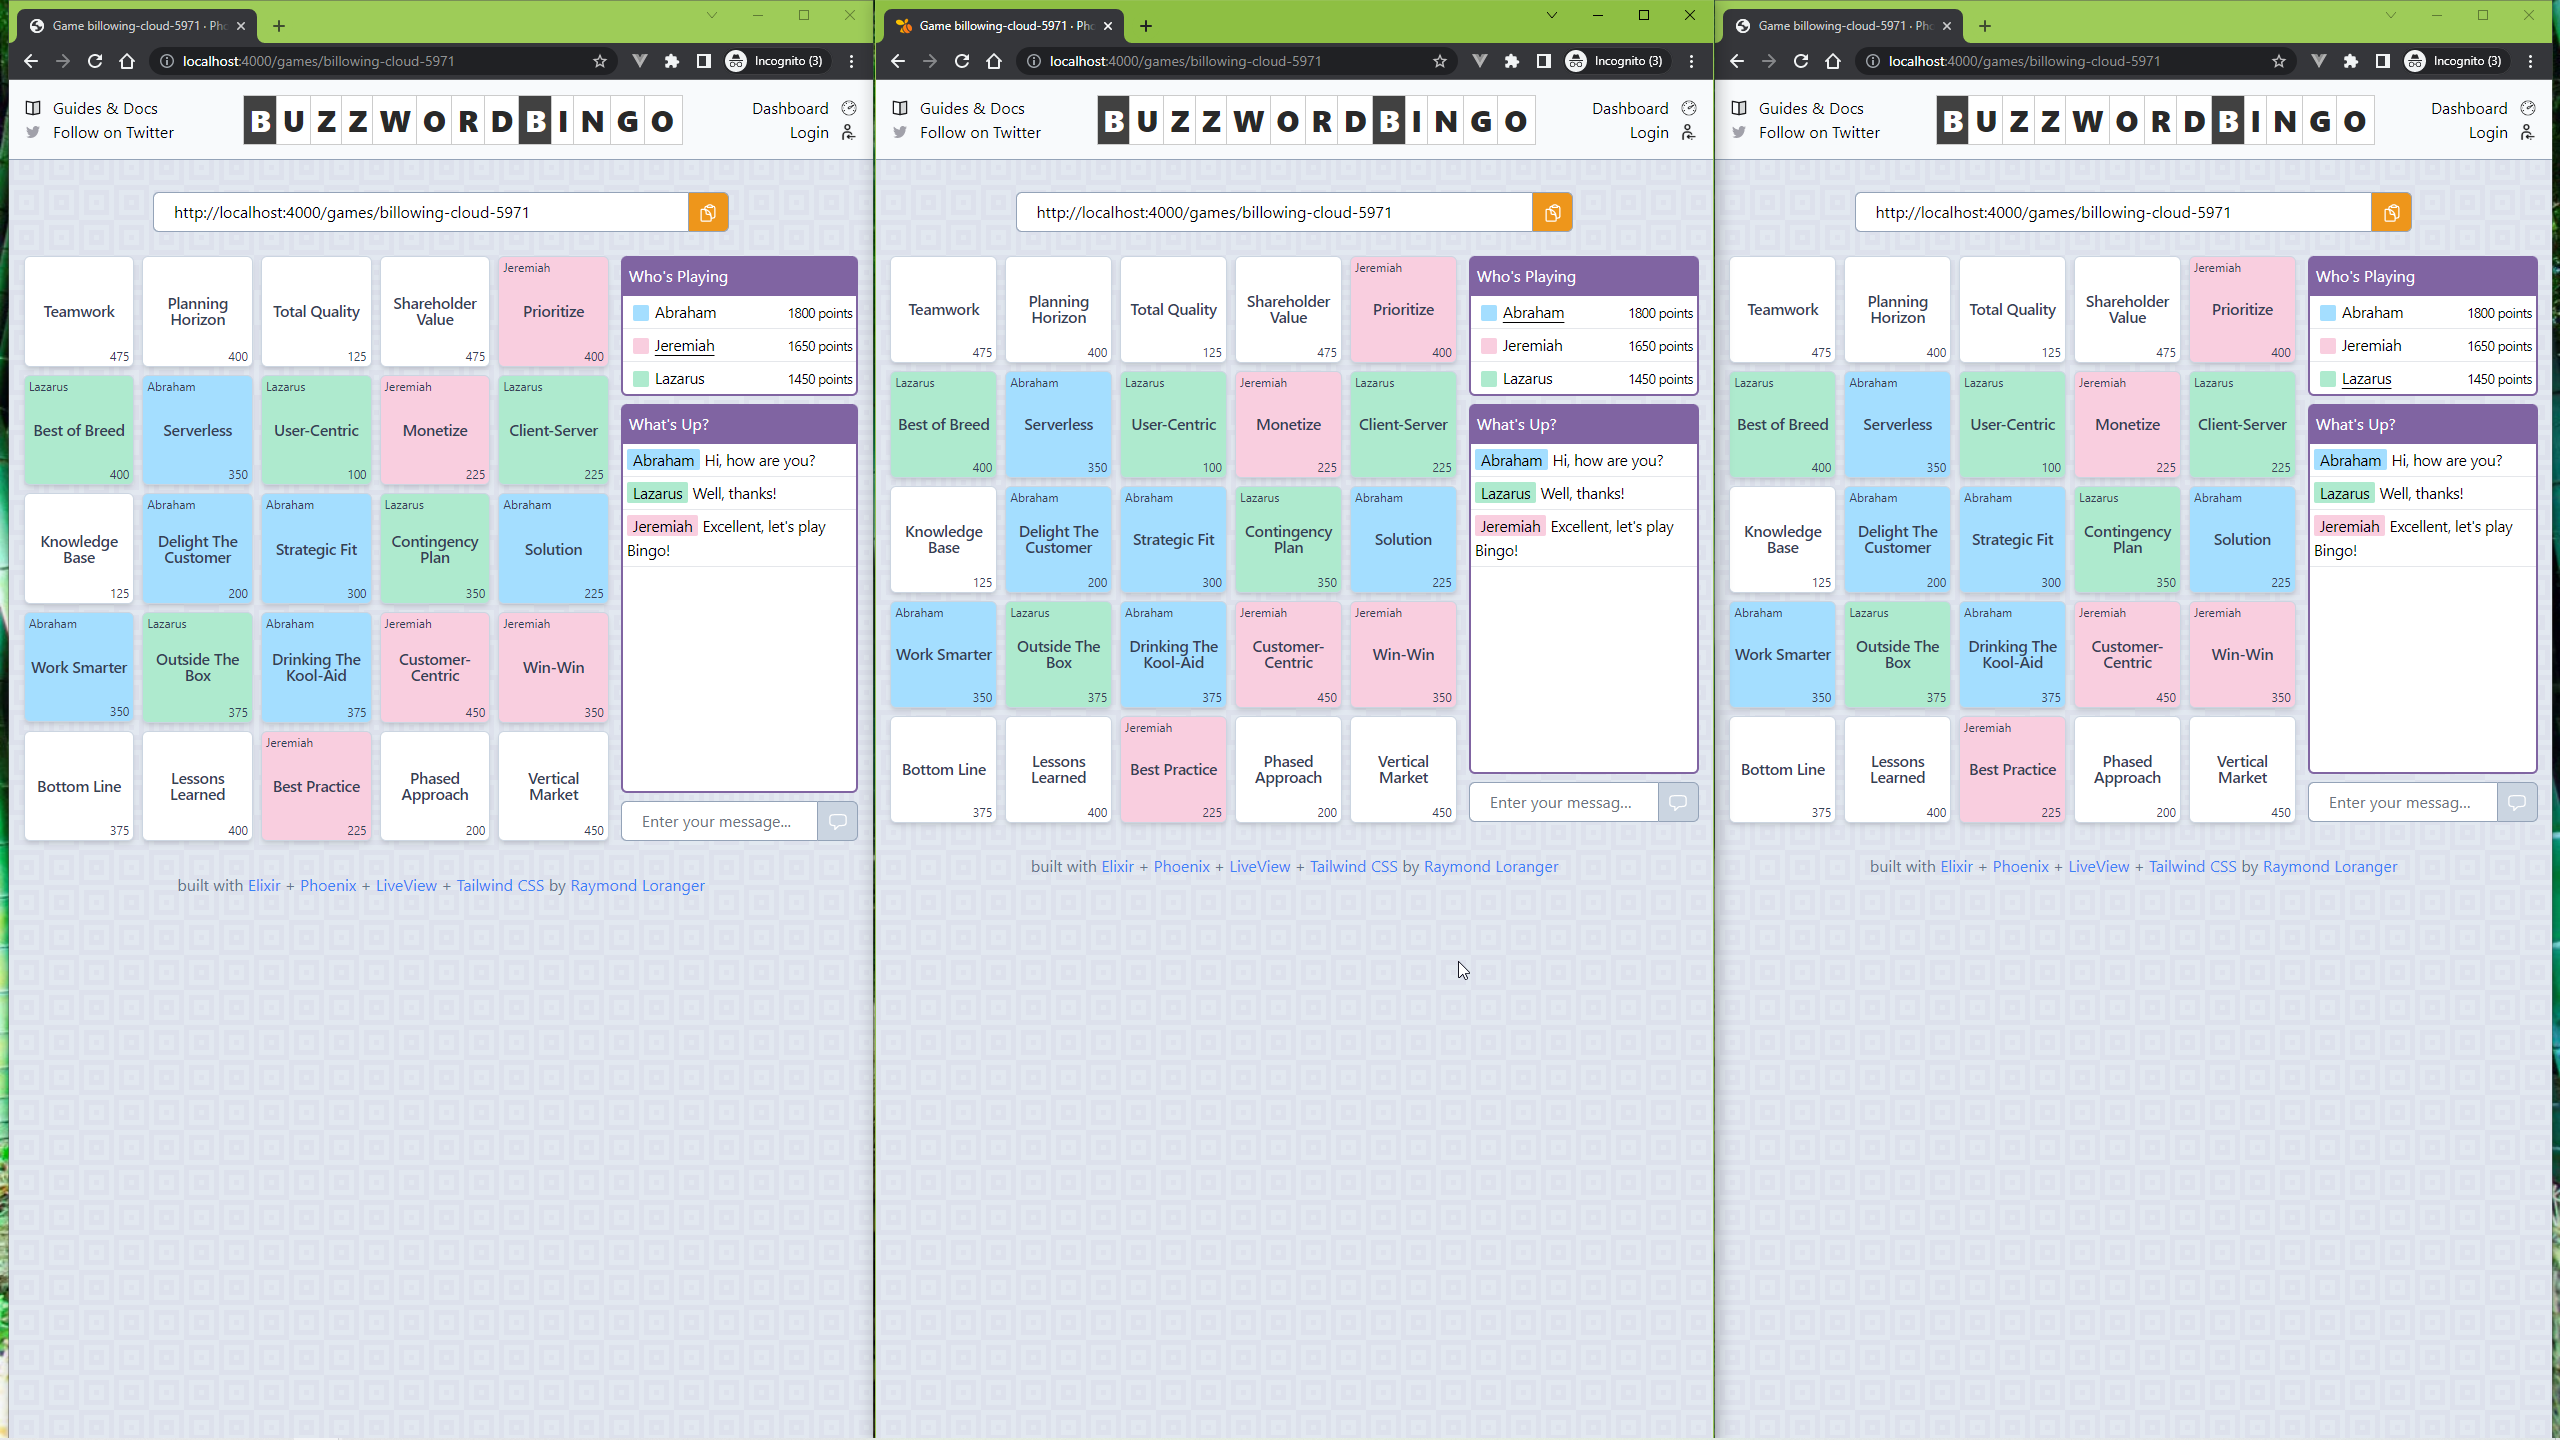 Game billowing-cloud-5971 · Pho
localhost:4000/games/billowing-cloud-5971
Incognito (3)
Guides & Docs
Follow on Twitter
BUZZWORDBINGO
Dashboard
Login
http://localhost:4000/games/billowing-cloud-5971
Teamwork
475
Planning
Horizon
400
Total Quality
125
Shareholder
Value
475
Jeremiah
Prioritize
400
Lazarus
Best of Breed
400
Abraham
Serverless
350
Lazarus
User-Centric
100
Jeremiah
Monetize
225
Lazarus
Client-Server
225
Knowledge
Base
125
Abraham
Delight The
Customer
200
Abraham
Strategic Fit
300
Lazarus
Contingency
Plan
350
Abraham
Solution
225
Abraham
Work Smarter
350
Lazarus
Outside The
Box
375
Abraham
Drinking The
Kool-Aid
375
Jeremiah
Customer-
Centric
450
Jeremiah
Win-Win
350
Bottom Line
375
Lessons
Learned
400
Jeremiah
Best Practice
225
Phased
Approach
200
Vertical
Market
450
Who's Playing
Abraham 1800 points
Jeremiah 1650 points
Lazarus 1450 points
What's Up?
Abraham Hi, how are you?
Lazarus Well, thanks!
Jeremiah Excellent, let's play
Bingo!
Enter your message...
built with Elixir + Phoenix + LiveView + Tailwind CSS by Raymond Loranger
Game billowing-cloud-5971 · Pho
localhost:4000/games/billowing-cloud-5971
Incognito (3)
Guides & Docs
Follow on Twitter
BUZZWORDBINGO
Dashboard
Login
http://localhost:4000/games/billowing-cloud-5971
Teamwork
475
Planning
Horizon
400
Total Quality
125
Shareholder
Value
475
Jeremiah
Prioritize
400
Lazarus
Best of Breed
400
Abraham
Serverless
350
Lazarus
User-Centric
100
Jeremiah
Monetize
225
Lazarus
Client-Server
225
Knowledge
Base
125
Abraham
Delight The
Customer
200
Abraham
Strategic Fit
300
Lazarus
Contingency
Plan
350
Abraham
Solution
225
Abraham
Work Smarter
350
Lazarus
Outside The
Box
375
Abraham
Drinking The
Kool-Aid
375
Jeremiah
Customer-
Centric
450
Jeremiah
Win-Win
350
Bottom Line
375
Lessons
Learned
400
Jeremiah
Best Practice
225
Phased
Approach
200
Vertical
Market
450
Who's Playing
Abraham 1800 points
Jeremiah 1650 points
Lazarus 1450 points
What's Up?
Abraham Hi, how are you?
Lazarus Well, thanks!
Jeremiah Excellent, let's play
Bingo!
Enter your messag...
built with Elixir + Phoenix + LiveView + Tailwind CSS by Raymond Loranger
Game billowing-cloud-5971 · Pho
localhost:4000/games/billowing-cloud-5971
Incognito (3)
Guides & Docs
Follow on Twitter
BUZZWORDBINGO
Dashboard
Login
http://localhost:4000/games/billowing-cloud-5971
Teamwork
475
Planning
Horizon
400
Total Quality
125
Shareholder
Value
475
Jeremiah
Prioritize
400
Lazarus
Best of Breed
400
Abraham
Serverless
350
Lazarus
User-Centric
100
Jeremiah
Monetize
225
Lazarus
Client-Server
225
Knowledge
Base
125
Abraham
Delight The
Customer
200
Abraham
Strategic Fit
300
Lazarus
Contingency
Plan
350
Abraham
Solution
225
Abraham
Work Smarter
350
Lazarus
Outside The
Box
375
Abraham
Drinking The
Kool-Aid
375
Jeremiah
Customer-
Centric
450
Jeremiah
Win-Win
350
Bottom Line
375
Lessons
Learned
400
Jeremiah
Best Practice
225
Phased
Approach
200
Vertical
Market
450
Who's Playing
Abraham 1800 points
Jeremiah 1650 points
Lazarus 1450 points
What's Up?
Abraham Hi, how are you?
Lazarus Well, thanks!
Jeremiah Excellent, let's play
Bingo!
Enter your messag...
built with Elixir + Phoenix + LiveView + Tailwind CSS by Raymond Loranger